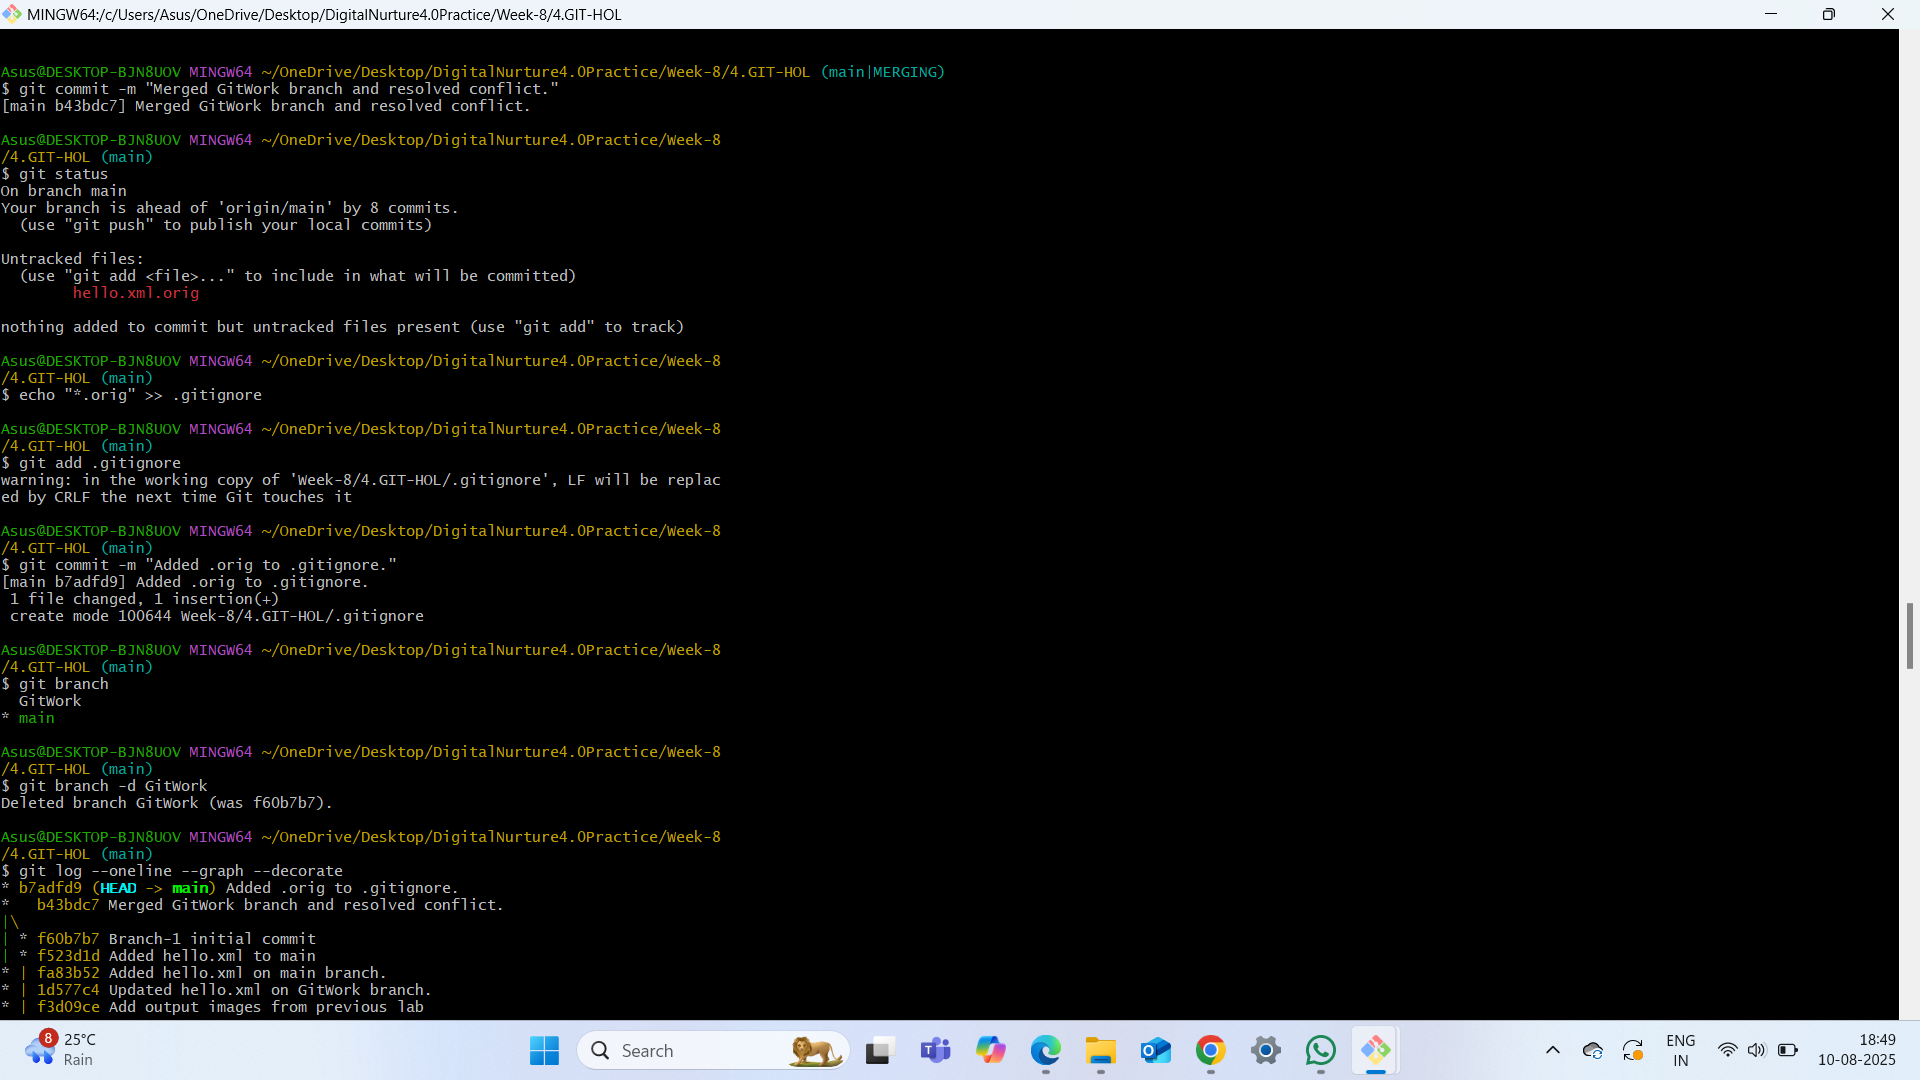 MINGW64:/c/Users/Asus/OneDrive/Desktop/DigitalNurture4.0Practice/Week-8/4.GIT-HOL
Asus@DESKTOP-BJN8UOV MINGW64 ~/OneDrive/Desktop/DigitalNurture4.0Practice/Week-8/4.GIT-HOL (main|MERGING)
$ git commit -m "Merged GitWork branch and resolved conflict."
[main b43bdc7] Merged GitWork branch and resolved conflict.
Asus@DESKTOP-BJN8UOV MINGW64 ~/OneDrive/Desktop/DigitalNurture4.0Practice/Week-8
/4.GIT-HOL (main)
$ git status
On branch main
Your branch is ahead of 'origin/main' by 8 commits.
  (use "git push" to publish your local commits)
Untracked files:
  (use "git add <file>..." to include in what will be committed)
        hello.xml.orig
nothing added to commit but untracked files present (use "git add" to track)
Asus@DESKTOP-BJN8UOV MINGW64 ~/OneDrive/Desktop/DigitalNurture4.0Practice/Week-8
/4.GIT-HOL (main)
$ echo "*.orig" >> .gitignore
Asus@DESKTOP-BJN8UOV MINGW64 ~/OneDrive/Desktop/DigitalNurture4.0Practice/Week-8
/4.GIT-HOL (main)
$ git add .gitignore
warning: in the working copy of 'Week-8/4.GIT-HOL/.gitignore', LF will be replac
ed by CRLF the next time Git touches it
Asus@DESKTOP-BJN8UOV MINGW64 ~/OneDrive/Desktop/DigitalNurture4.0Practice/Week-8
/4.GIT-HOL (main)
$ git commit -m "Added .orig to .gitignore."
[main b7adfd9] Added .orig to .gitignore.
 1 file changed, 1 insertion(+)
 create mode 100644 Week-8/4.GIT-HOL/.gitignore
Asus@DESKTOP-BJN8UOV MINGW64 ~/OneDrive/Desktop/DigitalNurture4.0Practice/Week-8
/4.GIT-HOL (main)
$ git branch
  GitWork
* main
Asus@DESKTOP-BJN8UOV MINGW64 ~/OneDrive/Desktop/DigitalNurture4.0Practice/Week-8
/4.GIT-HOL (main)
$ git branch -d GitWork
Deleted branch GitWork (was f60b7b7).
Asus@DESKTOP-BJN8UOV MINGW64 ~/OneDrive/Desktop/DigitalNurture4.0Practice/Week-8
/4.GIT-HOL (main)
$ git log --oneline --graph --decorate
* b7adfd9 (HEAD -> main) Added .orig to .gitignore.
*   b43bdc7 Merged GitWork branch and resolved conflict.
|\
| * f60b7b7 Branch-1 initial commit
| * f523d1d Added hello.xml to main
* | fa83b52 Added hello.xml on main branch.
* | 1d577c4 Updated hello.xml on GitWork branch.
* | f3d09ce Add output images from previous lab
8
25°C
Rain
Search
ENG
IN
18:49
10-08-2025